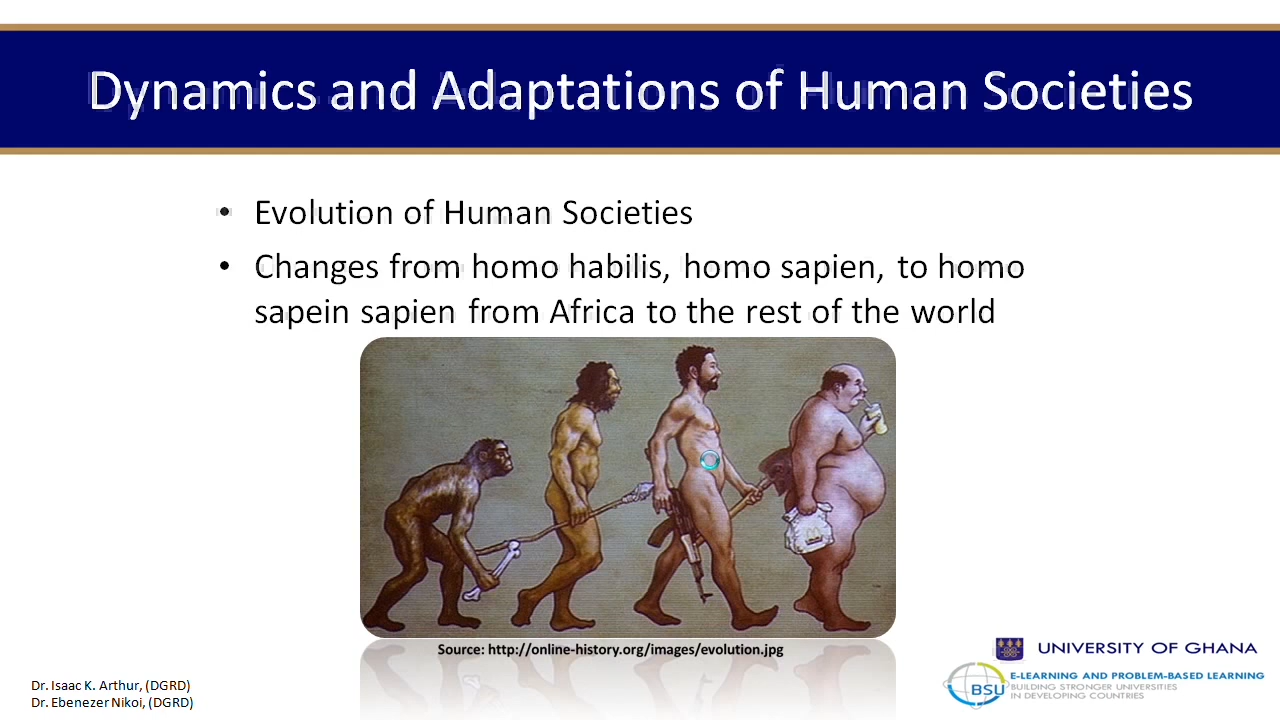 Dynamics and Adaptations of Human Societies
• Evolution of Human Societies
• Changes from homo habilis, homo sapien, to homo
sapein sapien from Africa to the rest of the world
Source: http://online-history.org/images/evolution.jpg
Dr. Isaac K. Arthur, (DGRD)
Dr. Ebenezer Nikoi, (DGRD)
UNIVERSITY OF GHANA
BSU
E-LEARNING AND PROBLEM-BASED LEARNING
BUILDING STRONGER UNIVERSITIES
IN DEVELOPING COUNTRIES